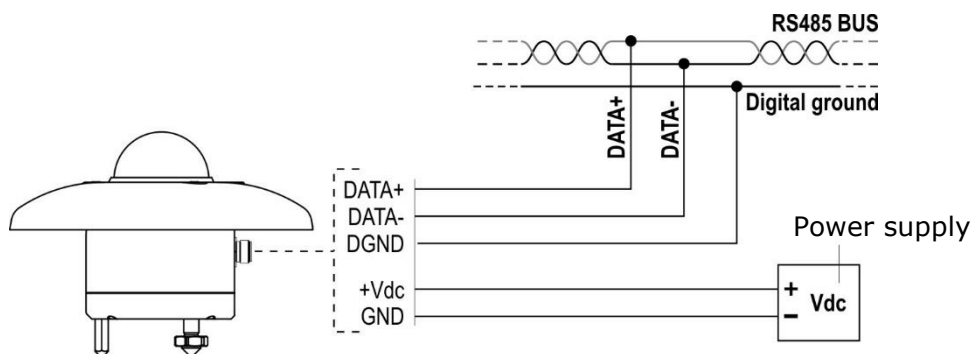 RS485 BUS
Digital ground
DATA+
DATA-
DATA+
DATA-
DGND
+Vdc
GND
Power supply
+
Vdc
-